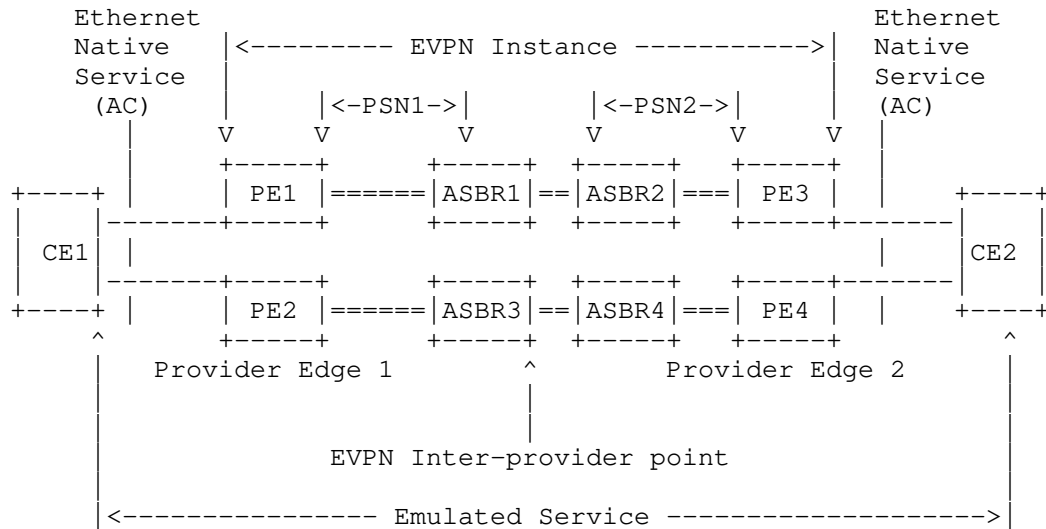 Ethernet                                          Ethernet
Native   |<--------- EVPN Instance ----------->|  Native
Service  |                                     |  Service
(AC)     |     |<-PSN1->|       |<-PSN2->|     |  (AC)
|     V     V        V       V        V     V  |
|     +-----+      +-----+  +-----+   +-----+  |
+----+ | PE1 |======|ASBR1|==|ASBR2|===| PE3 | +----+
| |-------+-----+ +-----+ +-----+ +-----+-------| |
| CE1| | | |CE2 |
| |-------+-----+ +-----+ +-----+ +-----+-------| |
+----+ | | PE2 |======|ASBR3|==|ASBR4|===| PE4 | | +----+
^ +-----+ +-----+ +-----+ +-----+ ^
| Provider Edge 1 ^ Provider Edge 2 |
| | |
| | |
| | |
| EVPN Inter-provider point |
| |
|<---------------- Emulated Service -------------------->|